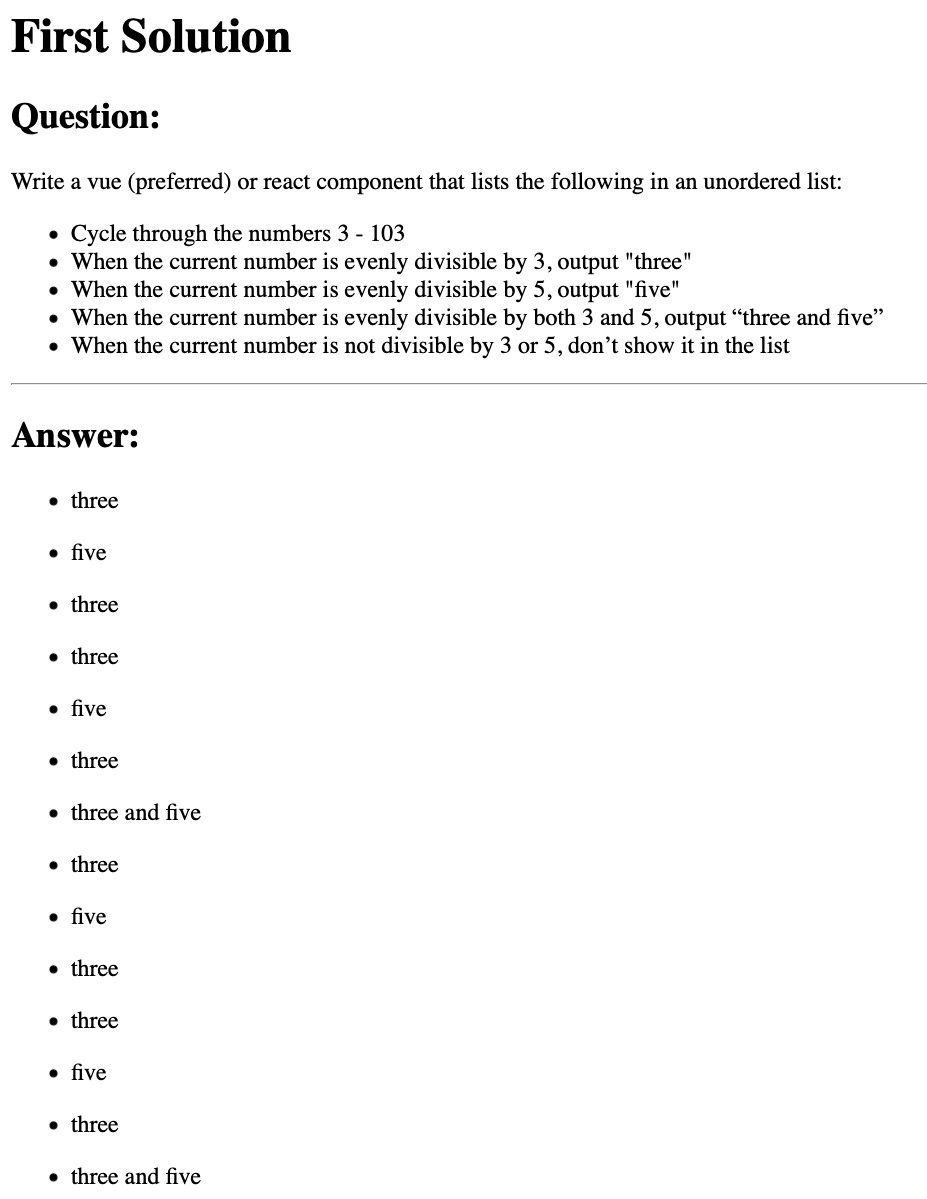 First Solution
Question:
Write a vue (preferred) or react component that lists the following in an unordered list:
• Cycle through the numbers 3 - 103
• When the current number is evenly divisible by 3, output "three"
• When the current number is evenly divisible by 5, output "five"
• When the current number is evenly divisible by both 3 and 5, output “three and five”
• When the current number is not divisible by 3 or 5, don’t show it in the list
Answer:
• three
• five
• three
• three
• five
• three
• three and five
• three
• five
• three
• three
• five
• three
• three and five